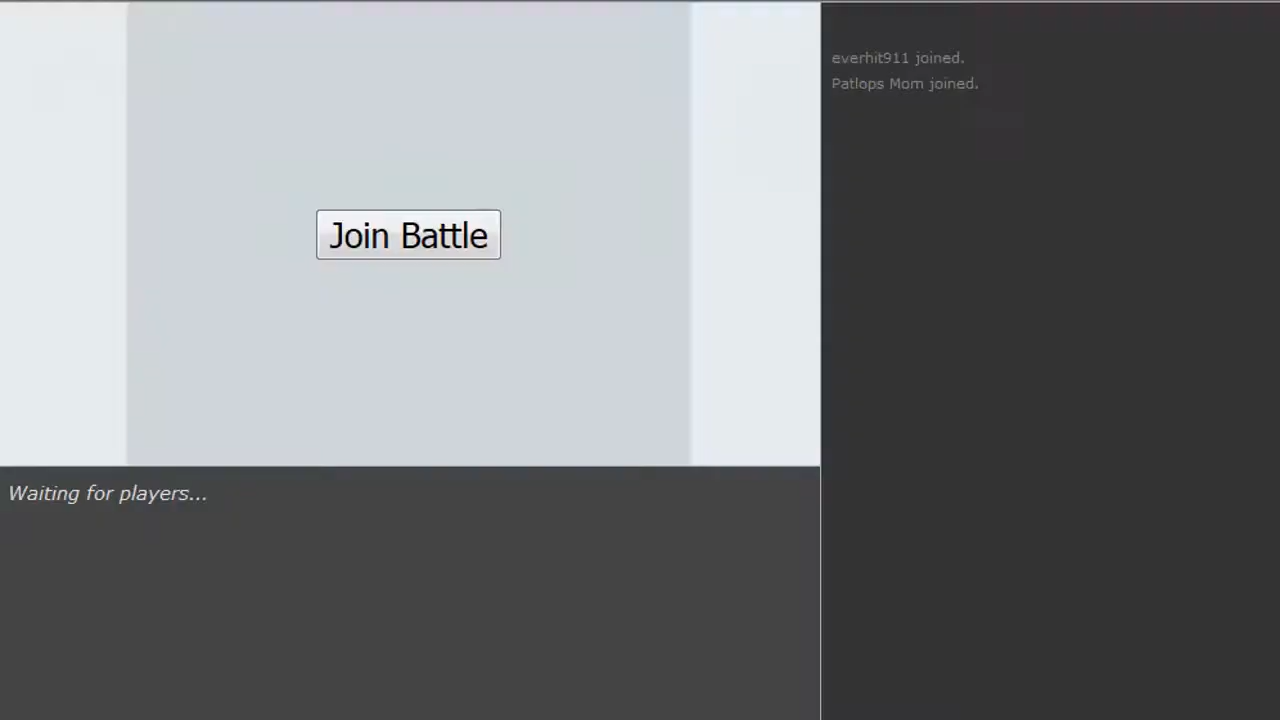 everhit911 joined.
Patlops Mom joined.
Join Battle
Waiting for players...